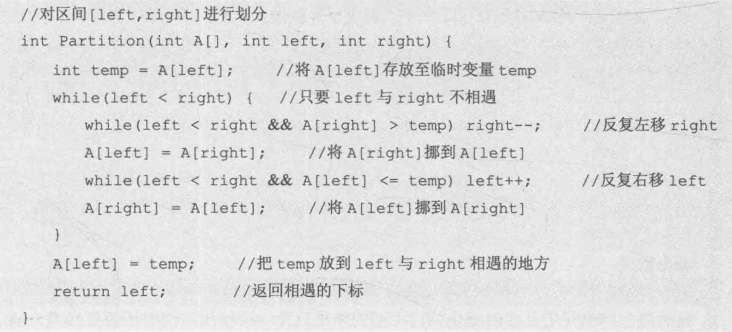 //对区间[left,right]进行划分
int Partition(int A[], int left, int right) {
int temp = A[left]; //将A[left]存放至临时变量temp
while(left < right) { //只要left与right不相遇
while(left < right && A[right] > temp) right--; //反复左移right
A[left] = A[right]; //将A[right]挪到A[left]
while(left < right && A[left] <= temp) left++; //反复右移left
A[right] = A[left]; //将A[left]挪到A[right]
}
A[left] = temp; //把temp放到left与right相遇的地方
return left; //返回相遇的下标
}